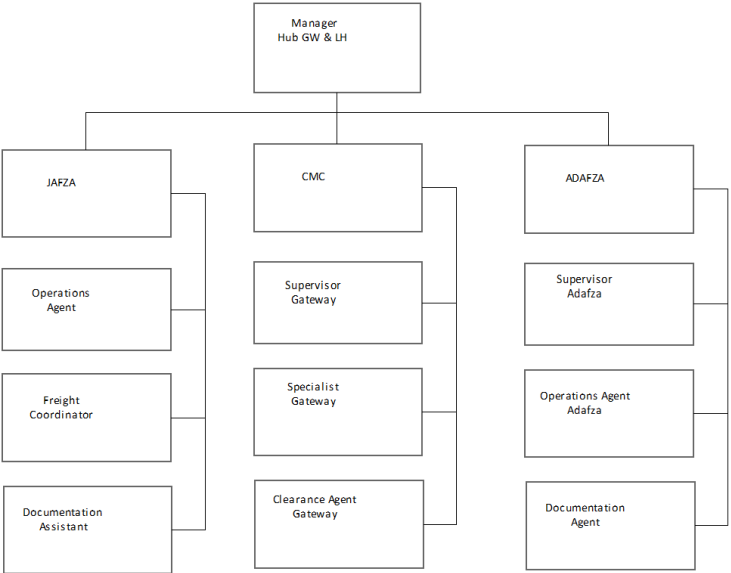 Manager
Hub GW & LH
JAFZA
CMC
ADAFZA
Operations
Agent
Supervisor
Gateway
Supervisor
Adafza
Freight
Coordinator
Specialist
Gateway
Operations Agent
Adafza
Documentation
Assistant
Clearance Agent
Gateway
Documentation
Agent